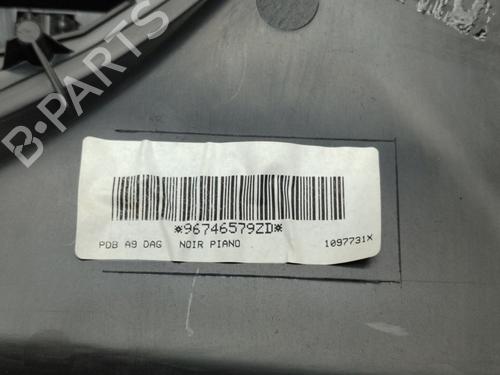 B-PARTS
*96746579ZD*
PDB A9 DAG NOIR PIANO 1097731X